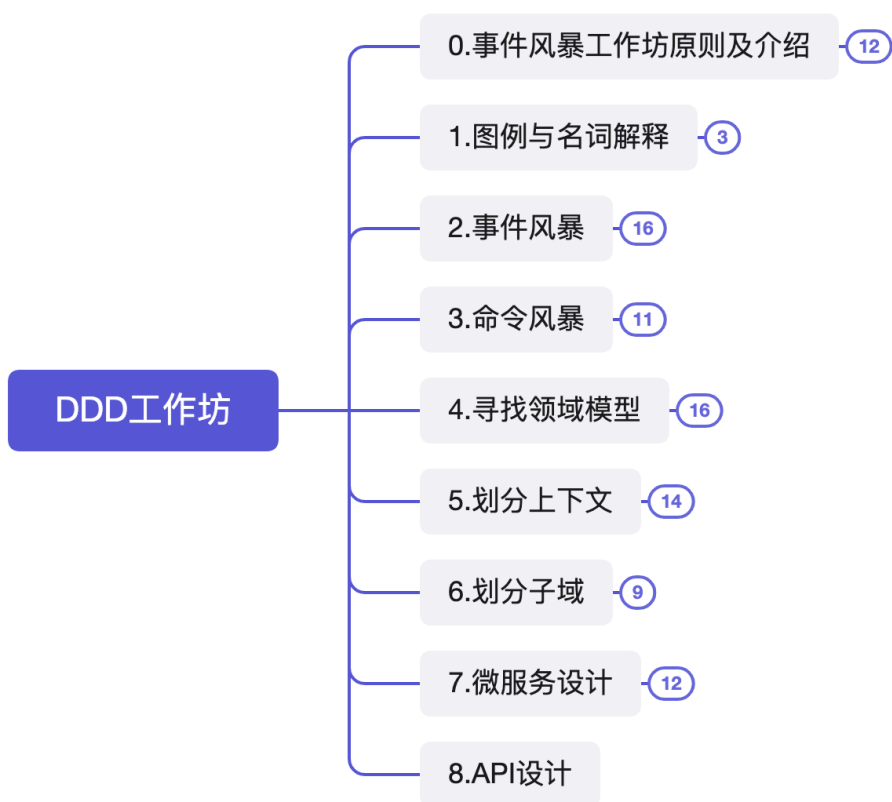 0.事件风暴工作坊原则及介绍 12
1.图例与名词解释 3
2.事件风暴 16
3.命令风暴 11
DDD工作坊
4.寻找领域模型 16
5.划分上下文 14
6.划分子域 9
7.微服务设计 12
8.API设计